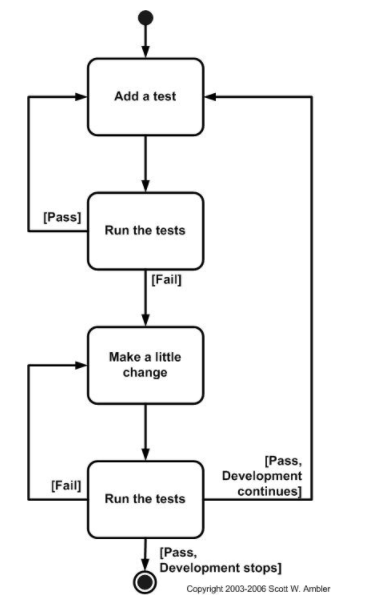 Add a test
[Pass]
Run the tests
[Fail]
Make a little
change
[Pass,
Development
continues]
[Fail]
Run the tests
[Pass,
Development stops]
Copyright 2003-2006 Scott W. Ambler